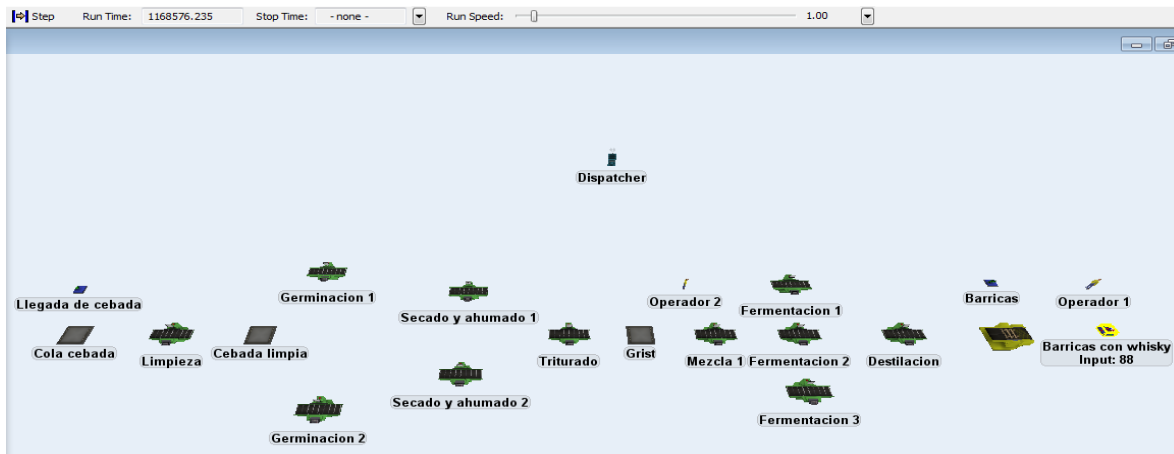 Step Run Time: 1168576.235 Stop Time: - none - Run Speed: 1.00
Dispatcher
Germinacion 1
Llegada de cebada
Operador 2
Fermentacion 1
Barricas
Operador 1
Secado y ahumado 1
Cola cebada
Limpieza
Cebada limpia
Triturado
Grist
Mezcla 1
Fermentacion 2
Destilacion
Barricas con whisky
Input: 88
Secado y ahumado 2
Fermentacion 3
Germinacion 2